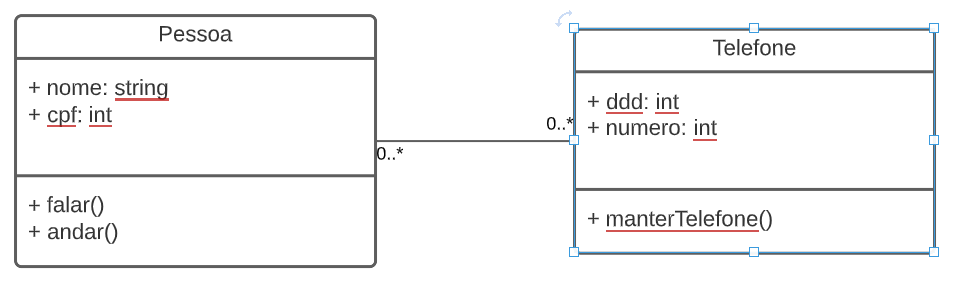 Pessoa
+ nome: string
+ cpf: int
0..*
+ falar()
+ andar()
Telefone
0..*
+ ddd: int
+ numero: int
+ manterTelefone()